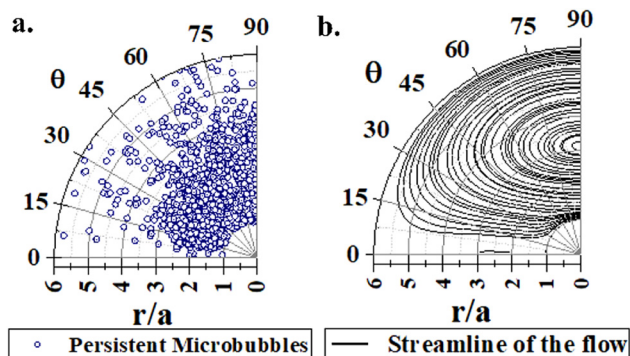 a.
90
75
60
θ
45
30
15
0
6 5 4 3 2 1 0
r/a
Persistent Microbubbles
b.
90
75
60
θ
45
30
15
0
6 5 4 3 2 1 0
r/a
Streamline of the flow